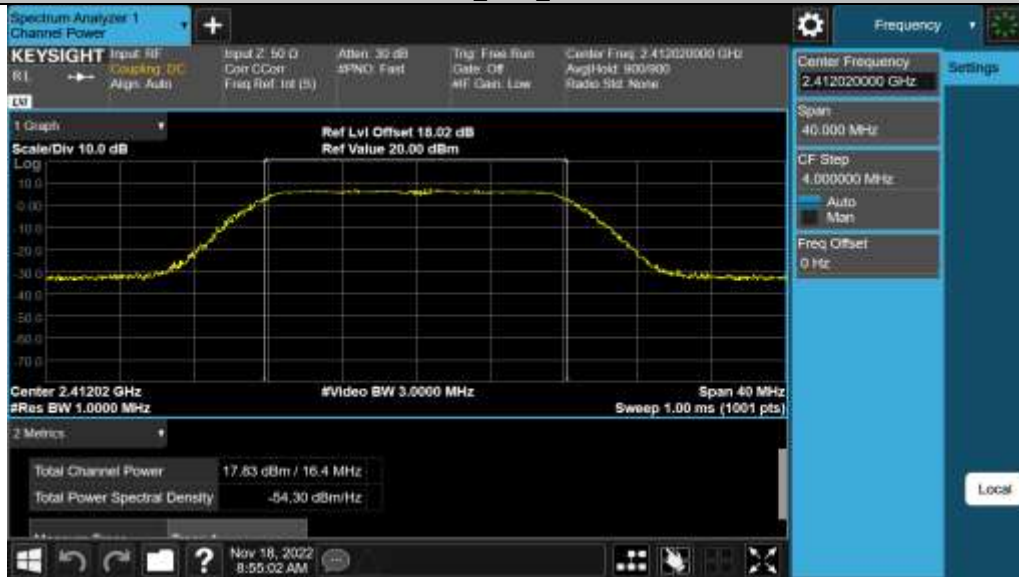 Spectrum Analyzer 1
Channel Power
+
Frequency
KEYSIGHT
Input: RF
Coupling: DC
Align: Auto
Input Z: 50 Ω
Corr CCorr
Freq Ref: Int (S)
Atten: 30 dB
#PNO: Fast
Trig: Free Run
Gate: Off
#IF Gain: Low
Center Freq: 2.412020000 GHz
Avg|Hold: 900/900
Radio Std: None
RL
LXI
Center Frequency
2.412020000 GHz
Settings
Span
40.000 MHz
CF Step
4.000000 MHz
Auto
Man
Freq Offset
0 Hz
1 Graph
Scale/Div 10.0 dB
Ref Lvl Offset 18.02 dB
Ref Value 20.00 dBm
Log
10.0
0.00
-10.0
-20.0
-30.0
-40.0
-50.0
-60.0
-70.0
Center 2.41202 GHz
#Video BW 3.0000 MHz
Span 40 MHz
#Res BW 1.0000 MHz
Sweep 1.00 ms (1001 pts)
2 Metrics
Total Channel Power 17.83 dBm / 16.4 MHz
Total Power Spectral Density -54.30 dBm/Hz
Local
?
Nov 18, 2022
8:55:02 AM